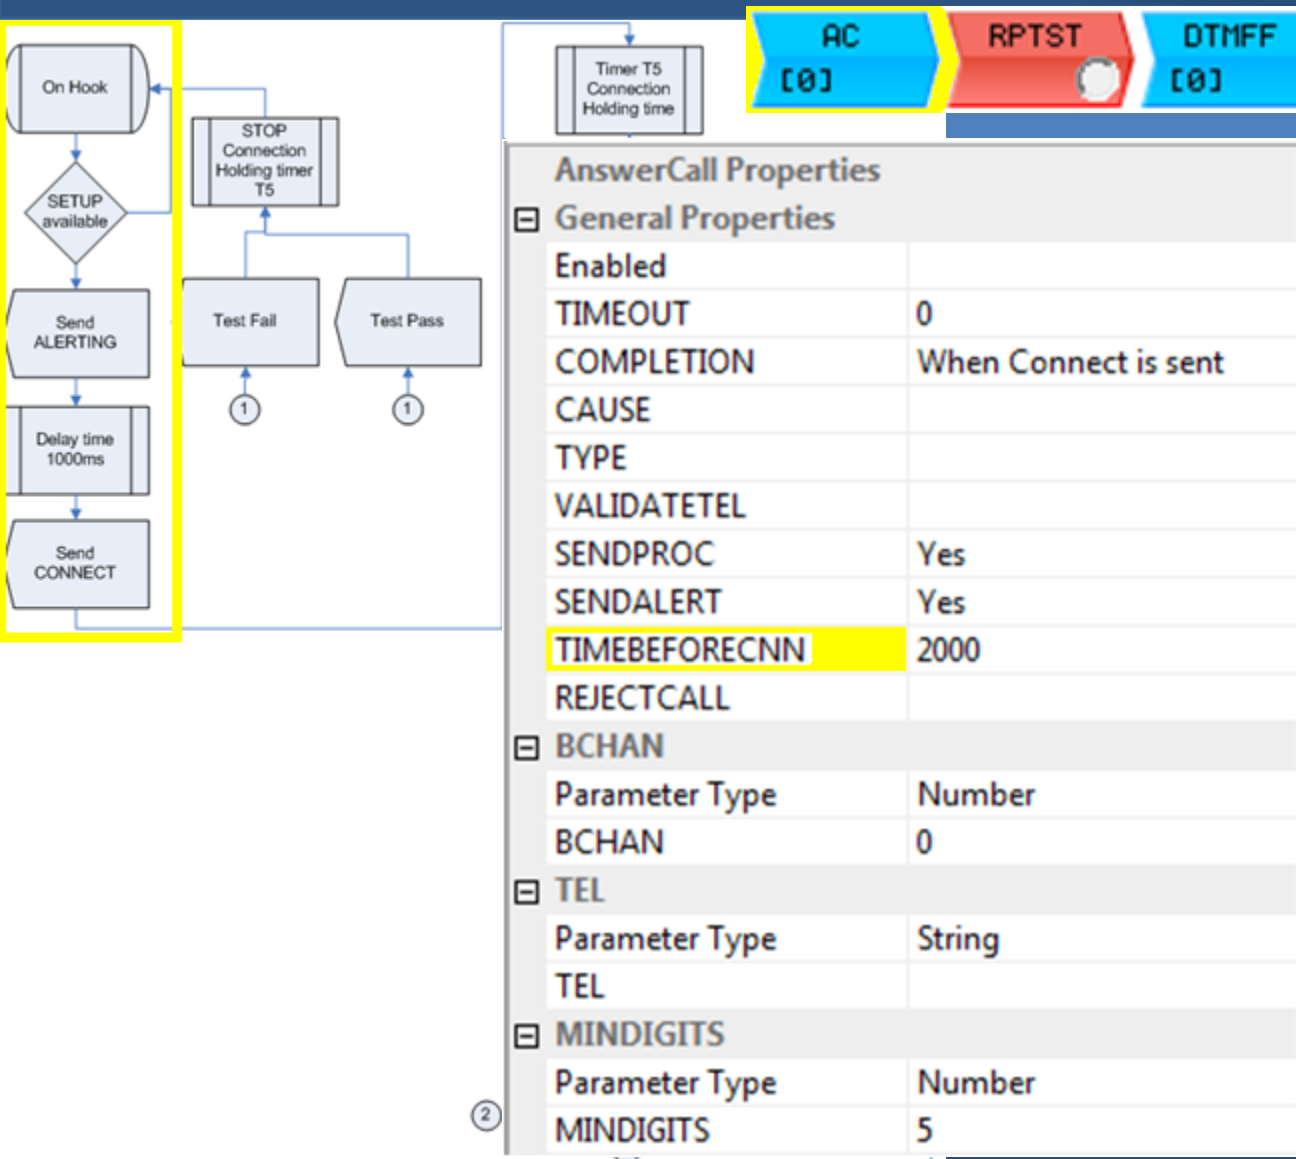 On Hook
SETUP
available
Send
ALERTING
Delay time
1000ms
Send
CONNECT
STOP
Connection
Holding timer
T5
Test Fail
Test Pass
1
1
Timer T5
Connection
Holding time
AC
[0]
RPTST
DTMFF
[0]
AnswerCall Properties
General Properties
Enabled
TIMEOUT 0
COMPLETION When Connect is sent
CAUSE
TYPE
VALIDATETEL
SENDPROC Yes
SENDALERT Yes
TIMEBEFORECNN 2000
REJECTCALL
BCHAN
Parameter Type Number
BCHAN 0
TEL
Parameter Type String
TEL
MINDIGITS
Parameter Type Number
MINDIGITS 5
2